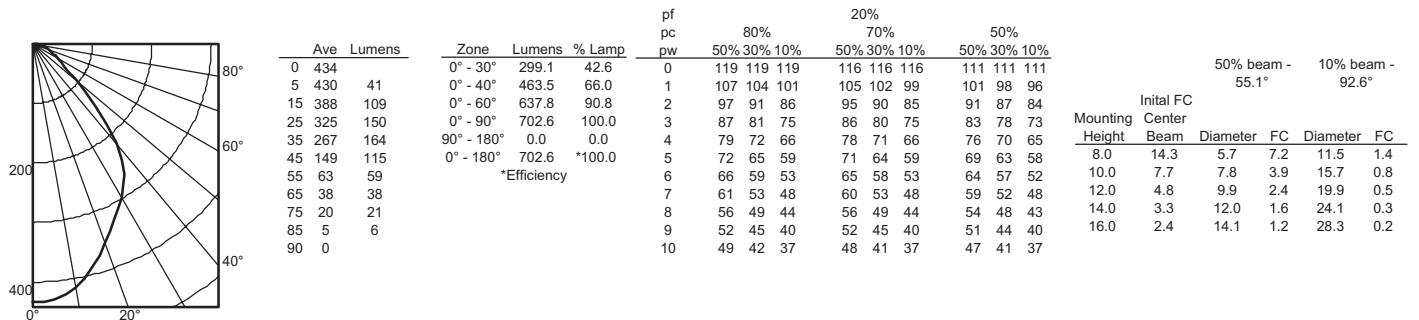 80°
60°
200
40°
400
0° 20°
Ave Lumens
0 434
5 430 41
15 388 109
25 325 150
35 267 164
45 149 115
55 63 59
65 38 38
75 20 21
85 5 6
90 0
Zone Lumens % Lamp
0° - 30° 299.1 42.6
0° - 40° 463.5 66.0
0° - 60° 637.8 90.8
0° - 90° 702.6 100.0
90° - 180° 0.0 0.0
0° - 180° 702.6 *100.0
*Efficiency
pf 20%
pc 80% 70% 50%
pw 50% 30% 10% 50% 30% 10% 50% 30% 10%
0 119 119 119 116 116 116 111 111 111
1 107 104 101 105 102 99 101 98 96
2 97 91 86 95 90 85 91 87 84
3 87 81 75 86 80 75 83 78 73
4 79 72 66 78 71 66 76 70 65
5 72 65 59 71 64 59 69 63 58
6 66 59 53 65 58 53 64 57 52
7 61 53 48 60 53 48 59 52 48
8 56 49 44 56 49 44 54 48 43
9 52 45 40 52 45 40 51 44 40
10 49 42 37 48 41 37 47 41 37
50% beam - 10% beam -
55.1° 92.6°
Inital FC
Mounting Center
Height Beam Diameter FC Diameter FC
8.0 14.3 5.7 7.2 11.5 1.4
10.0 7.7 7.8 3.9 15.7 0.8
12.0 4.8 9.9 2.4 19.9 0.5
14.0 3.3 12.0 1.6 24.1 0.3
16.0 2.4 14.1 1.2 28.3 0.2